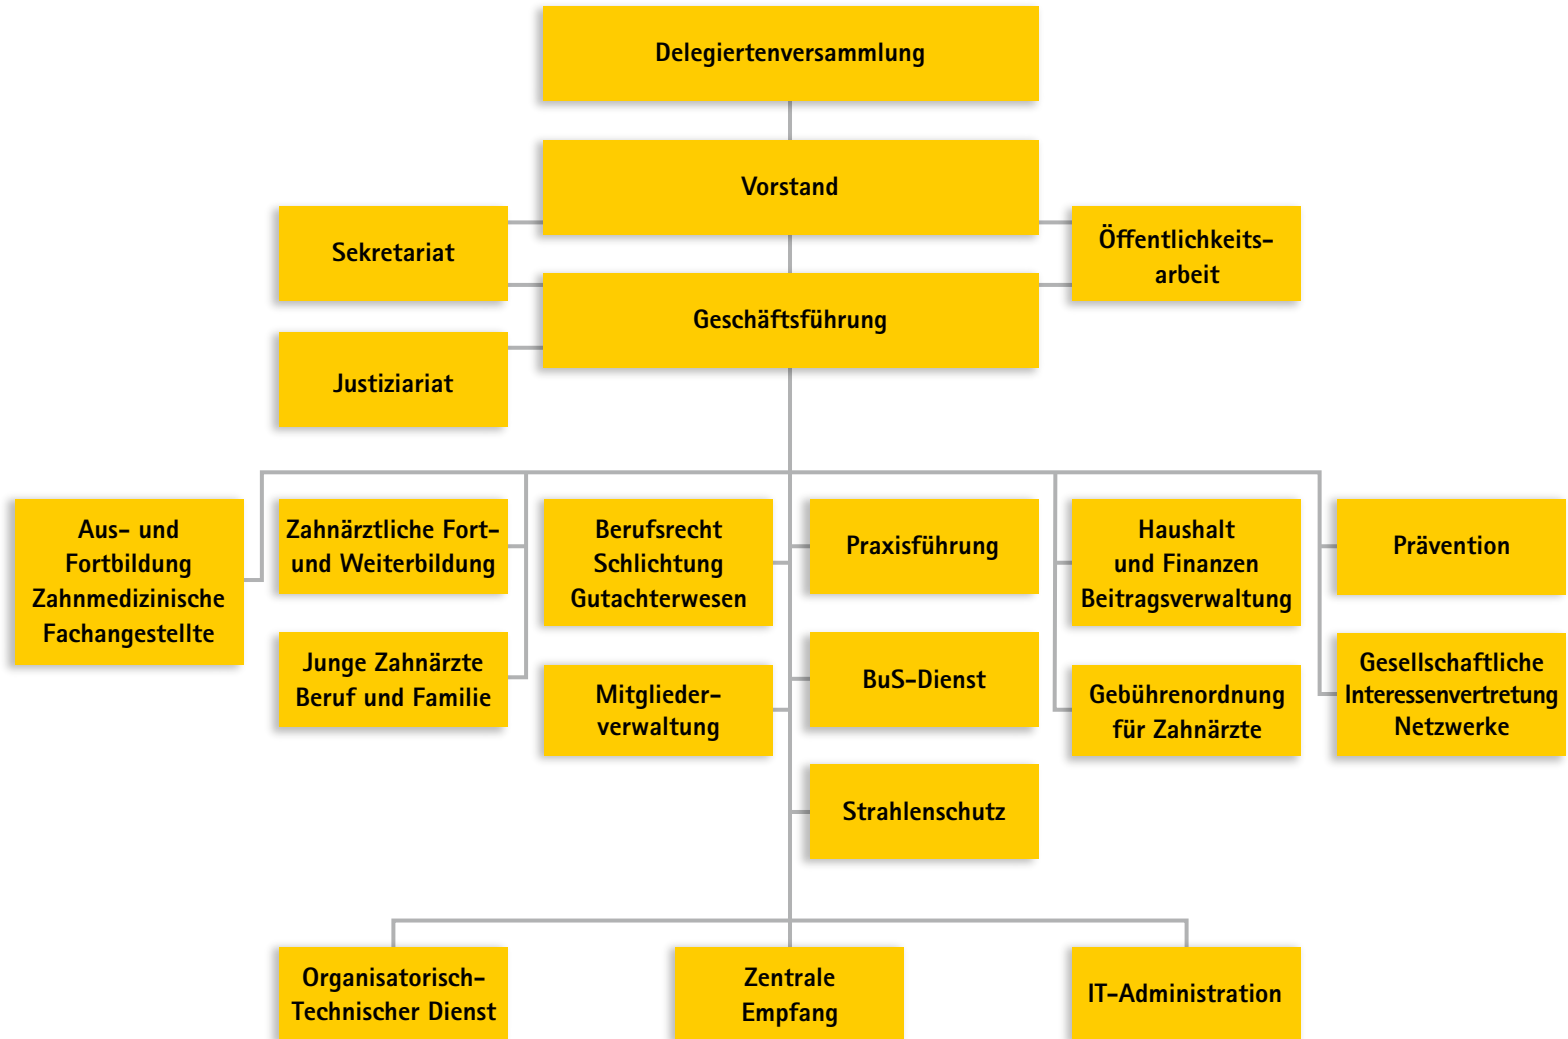 Delegiertenversammlung
Vorstand
Sekretariat
Öffentlichkeits-
arbeit
Geschäftsführung
Justiziariat
Aus- und
Fortbildung
Zahnmedizinische
Fachangestellte
Zahnärztliche Fort-
und Weiterbildung
Junge Zahnärzte
Beruf und Familie
Berufsrecht
Schlichtung
Gutachterwesen
Mitglieder-
verwaltung
Praxisführung
BuS-Dienst
Strahlenschutz
Haushalt
und Finanzen
Beitragsverwaltung
Gebührenordnung
für Zahnärzte
Prävention
Gesellschaftliche
Interessenvertretung
Netzwerke
Organisatorisch-
Technischer Dienst
Zentrale
Empfang
IT-Administration